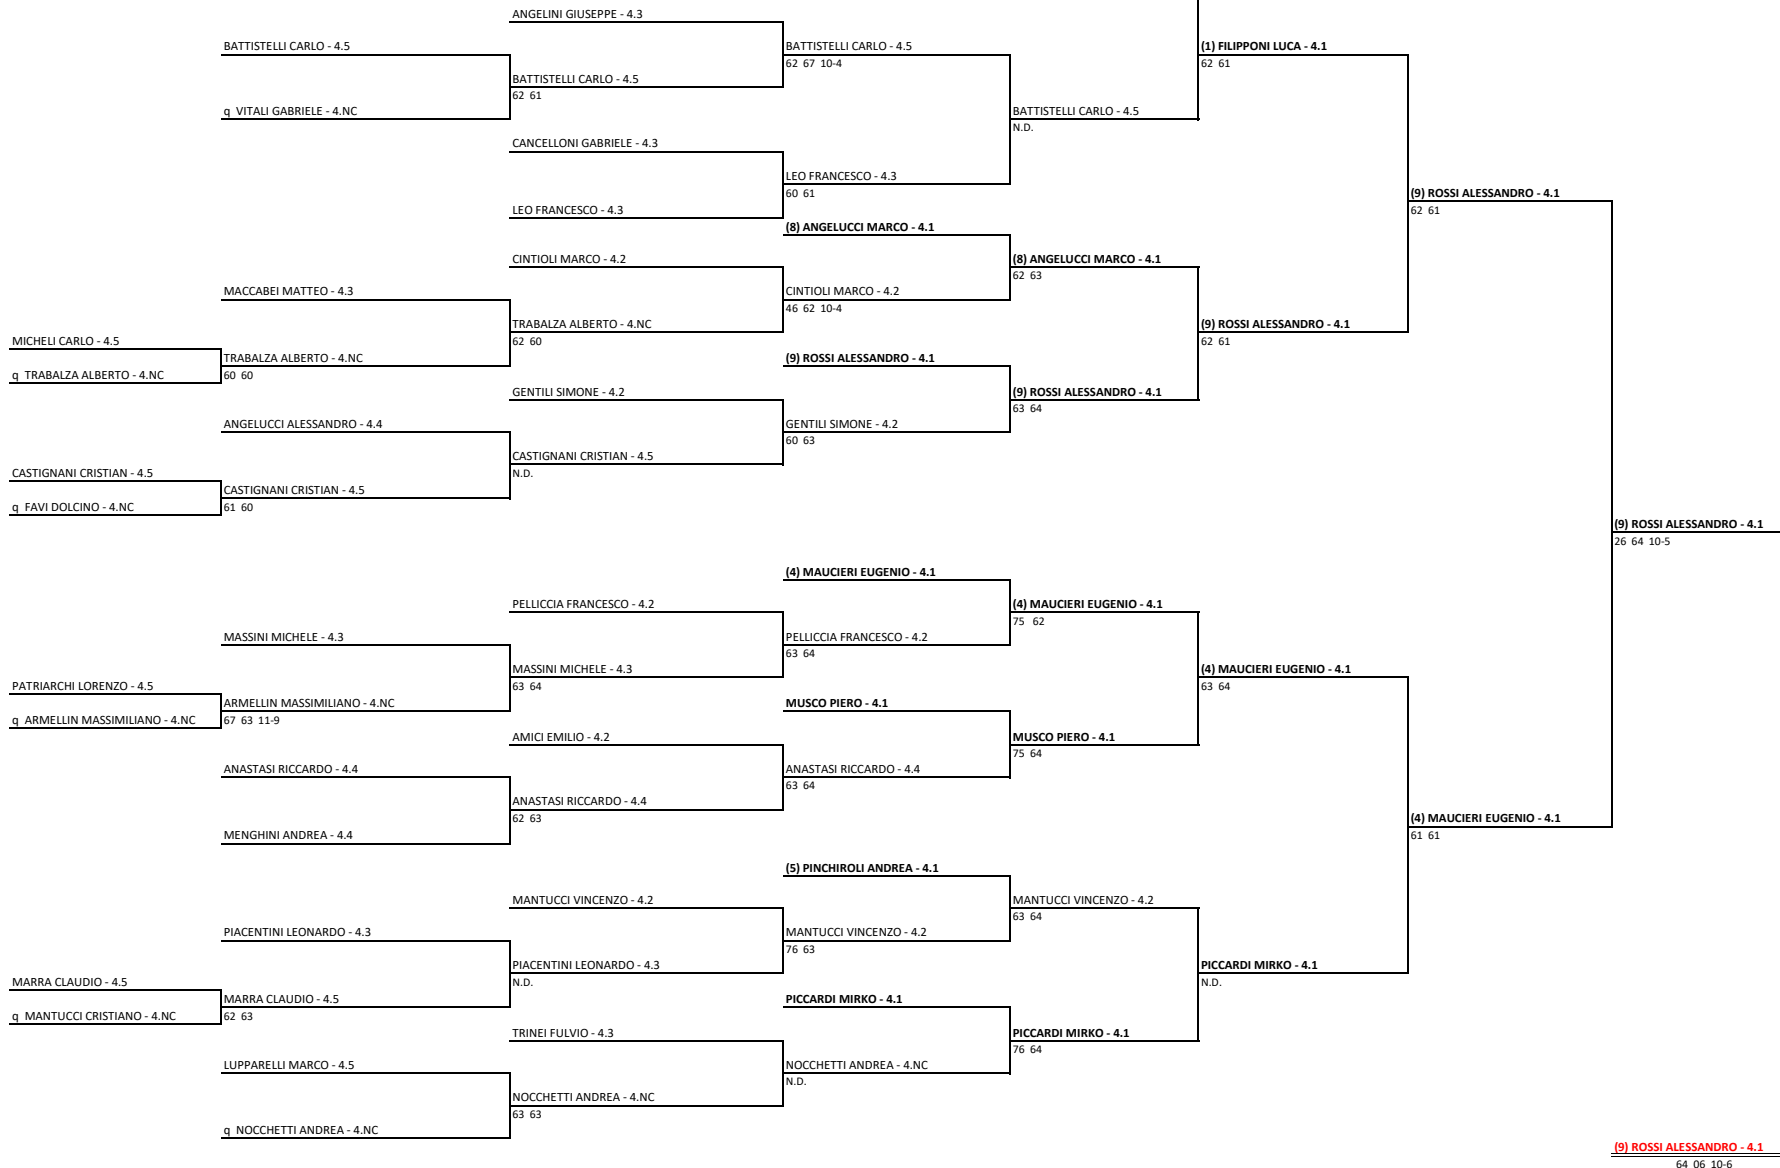 ANGELINI GIUSEPPE - 4.3
BATTISTELLI CARLO - 4.5
BATTISTELLI CARLO - 4.5
(1) FILIPPONI LUCA - 4.1
62 67 10-4
62 61
BATTISTELLI CARLO - 4.5
62 61
q VITALI GABRIELE - 4.NC
BATTISTELLI CARLO - 4.5
N.D.
CANCELLONI GABRIELE - 4.3
LEO FRANCESCO - 4.3
60 61
(9) ROSSI ALESSANDRO - 4.1
62 61
LEO FRANCESCO - 4.3
(8) ANGELUCCI MARCO - 4.1
CINTIOLI MARCO - 4.2
(8) ANGELUCCI MARCO - 4.1
62 63
MACCABEI MATTEO - 4.3
CINTIOLI MARCO - 4.2
46 62 10-4
TRABALZA ALBERTO - 4.NC
62 60
(9) ROSSI ALESSANDRO - 4.1
62 61
MICHELI CARLO - 4.5
TRABALZA ALBERTO - 4.NC
60 60
(9) ROSSI ALESSANDRO - 4.1
q TRABALZA ALBERTO - 4.NC
GENTILI SIMONE - 4.2
(9) ROSSI ALESSANDRO - 4.1
63 64
ANGELUCCI ALESSANDRO - 4.4
GENTILI SIMONE - 4.2
60 63
CASTIGNANI CRISTIAN - 4.5
N.D.
CASTIGNANI CRISTIAN - 4.5
CASTIGNANI CRISTIAN - 4.5
61 60
q FAVI DOLCINO - 4.NC
(9) ROSSI ALESSANDRO - 4.1
26 64 10-5
(4) MAUCIERI EUGENIO - 4.1
PELLICCIA FRANCESCO - 4.2
(4) MAUCIERI EUGENIO - 4.1
75 62
MASSINI MICHELE - 4.3
PELLICCIA FRANCESCO - 4.2
63 64
MASSINI MICHELE - 4.3
63 64
(4) MAUCIERI EUGENIO - 4.1
63 64
PATRIARCHI LORENZO - 4.5
ARMELLIN MASSIMILIANO - 4.NC
67 63 11-9
MUSCO PIERO - 4.1
q ARMELLIN MASSIMILIANO - 4.NC
AMICI EMILIO - 4.2
MUSCO PIERO - 4.1
75 64
ANASTASI RICCARDO - 4.4
ANASTASI RICCARDO - 4.4
63 64
ANASTASI RICCARDO - 4.4
62 63
(4) MAUCIERI EUGENIO - 4.1
61 61
MENGHINI ANDREA - 4.4
(5) PINCHIROLI ANDREA - 4.1
MANTUCCI VINCENZO - 4.2
MANTUCCI VINCENZO - 4.2
63 64
PIACENTINI LEONARDO - 4.3
MANTUCCI VINCENZO - 4.2
76 63
PIACENTINI LEONARDO - 4.3
N.D.
PICCARDI MIRKO - 4.1
N.D.
MARRA CLAUDIO - 4.5
MARRA CLAUDIO - 4.5
62 63
PICCARDI MIRKO - 4.1
q MANTUCCI CRISTIANO - 4.NC
TRINEI FULVIO - 4.3
PICCARDI MIRKO - 4.1
76 64
LUPPARELLI MARCO - 4.5
NOCCHETTI ANDREA - 4.NC
N.D.
NOCCHETTI ANDREA - 4.NC
63 63
q NOCCHETTI ANDREA - 4.NC
(9) ROSSI ALESSANDRO - 4.1
64 06 10-6